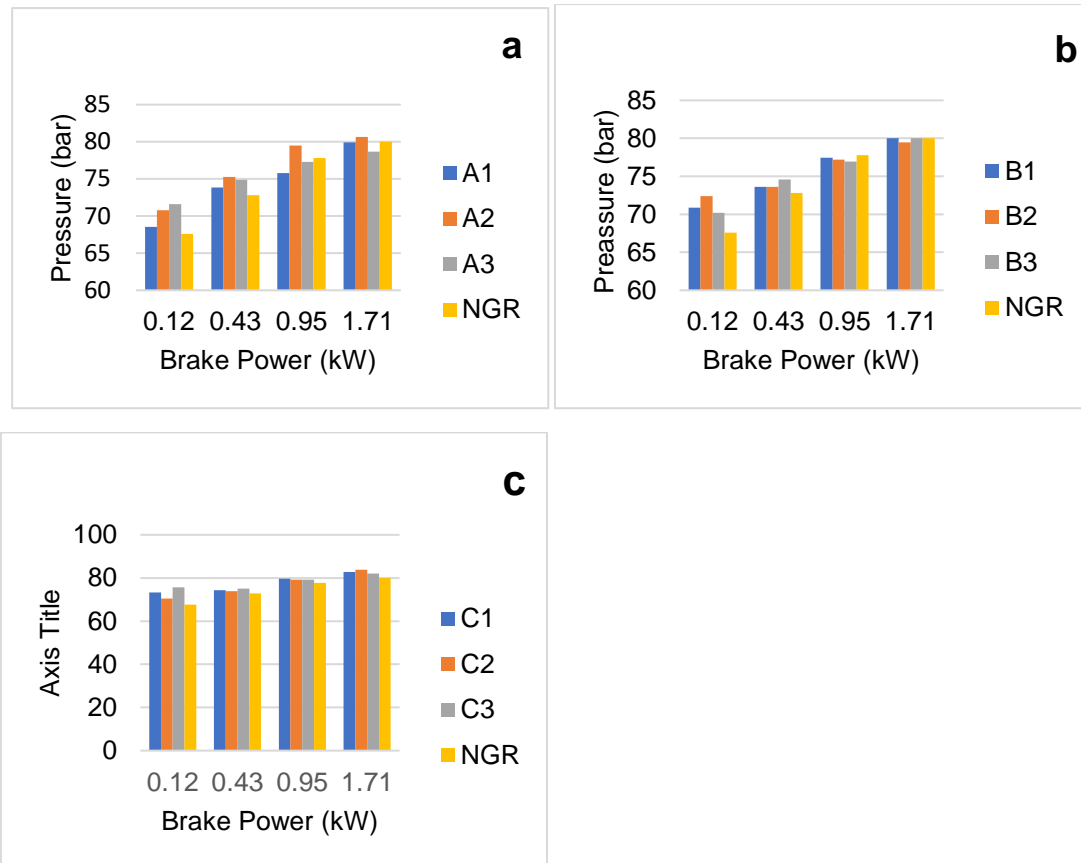 a
Pressure (bar)
85
80
75
70
65
60
0.12 0.43 0.95 1.71
Brake Power (kW)
A1
A2
A3
NGR
b
Preassure (bar)
85
80
75
70
65
60
0.12 0.43 0.95 1.71
Brake Power (kW)
B1
B2
B3
NGR
c
Axis Title
100
80
60
40
20
0
0.12 0.43 0.95 1.71
Brake Power (kW)
C1
C2
C3
NGR